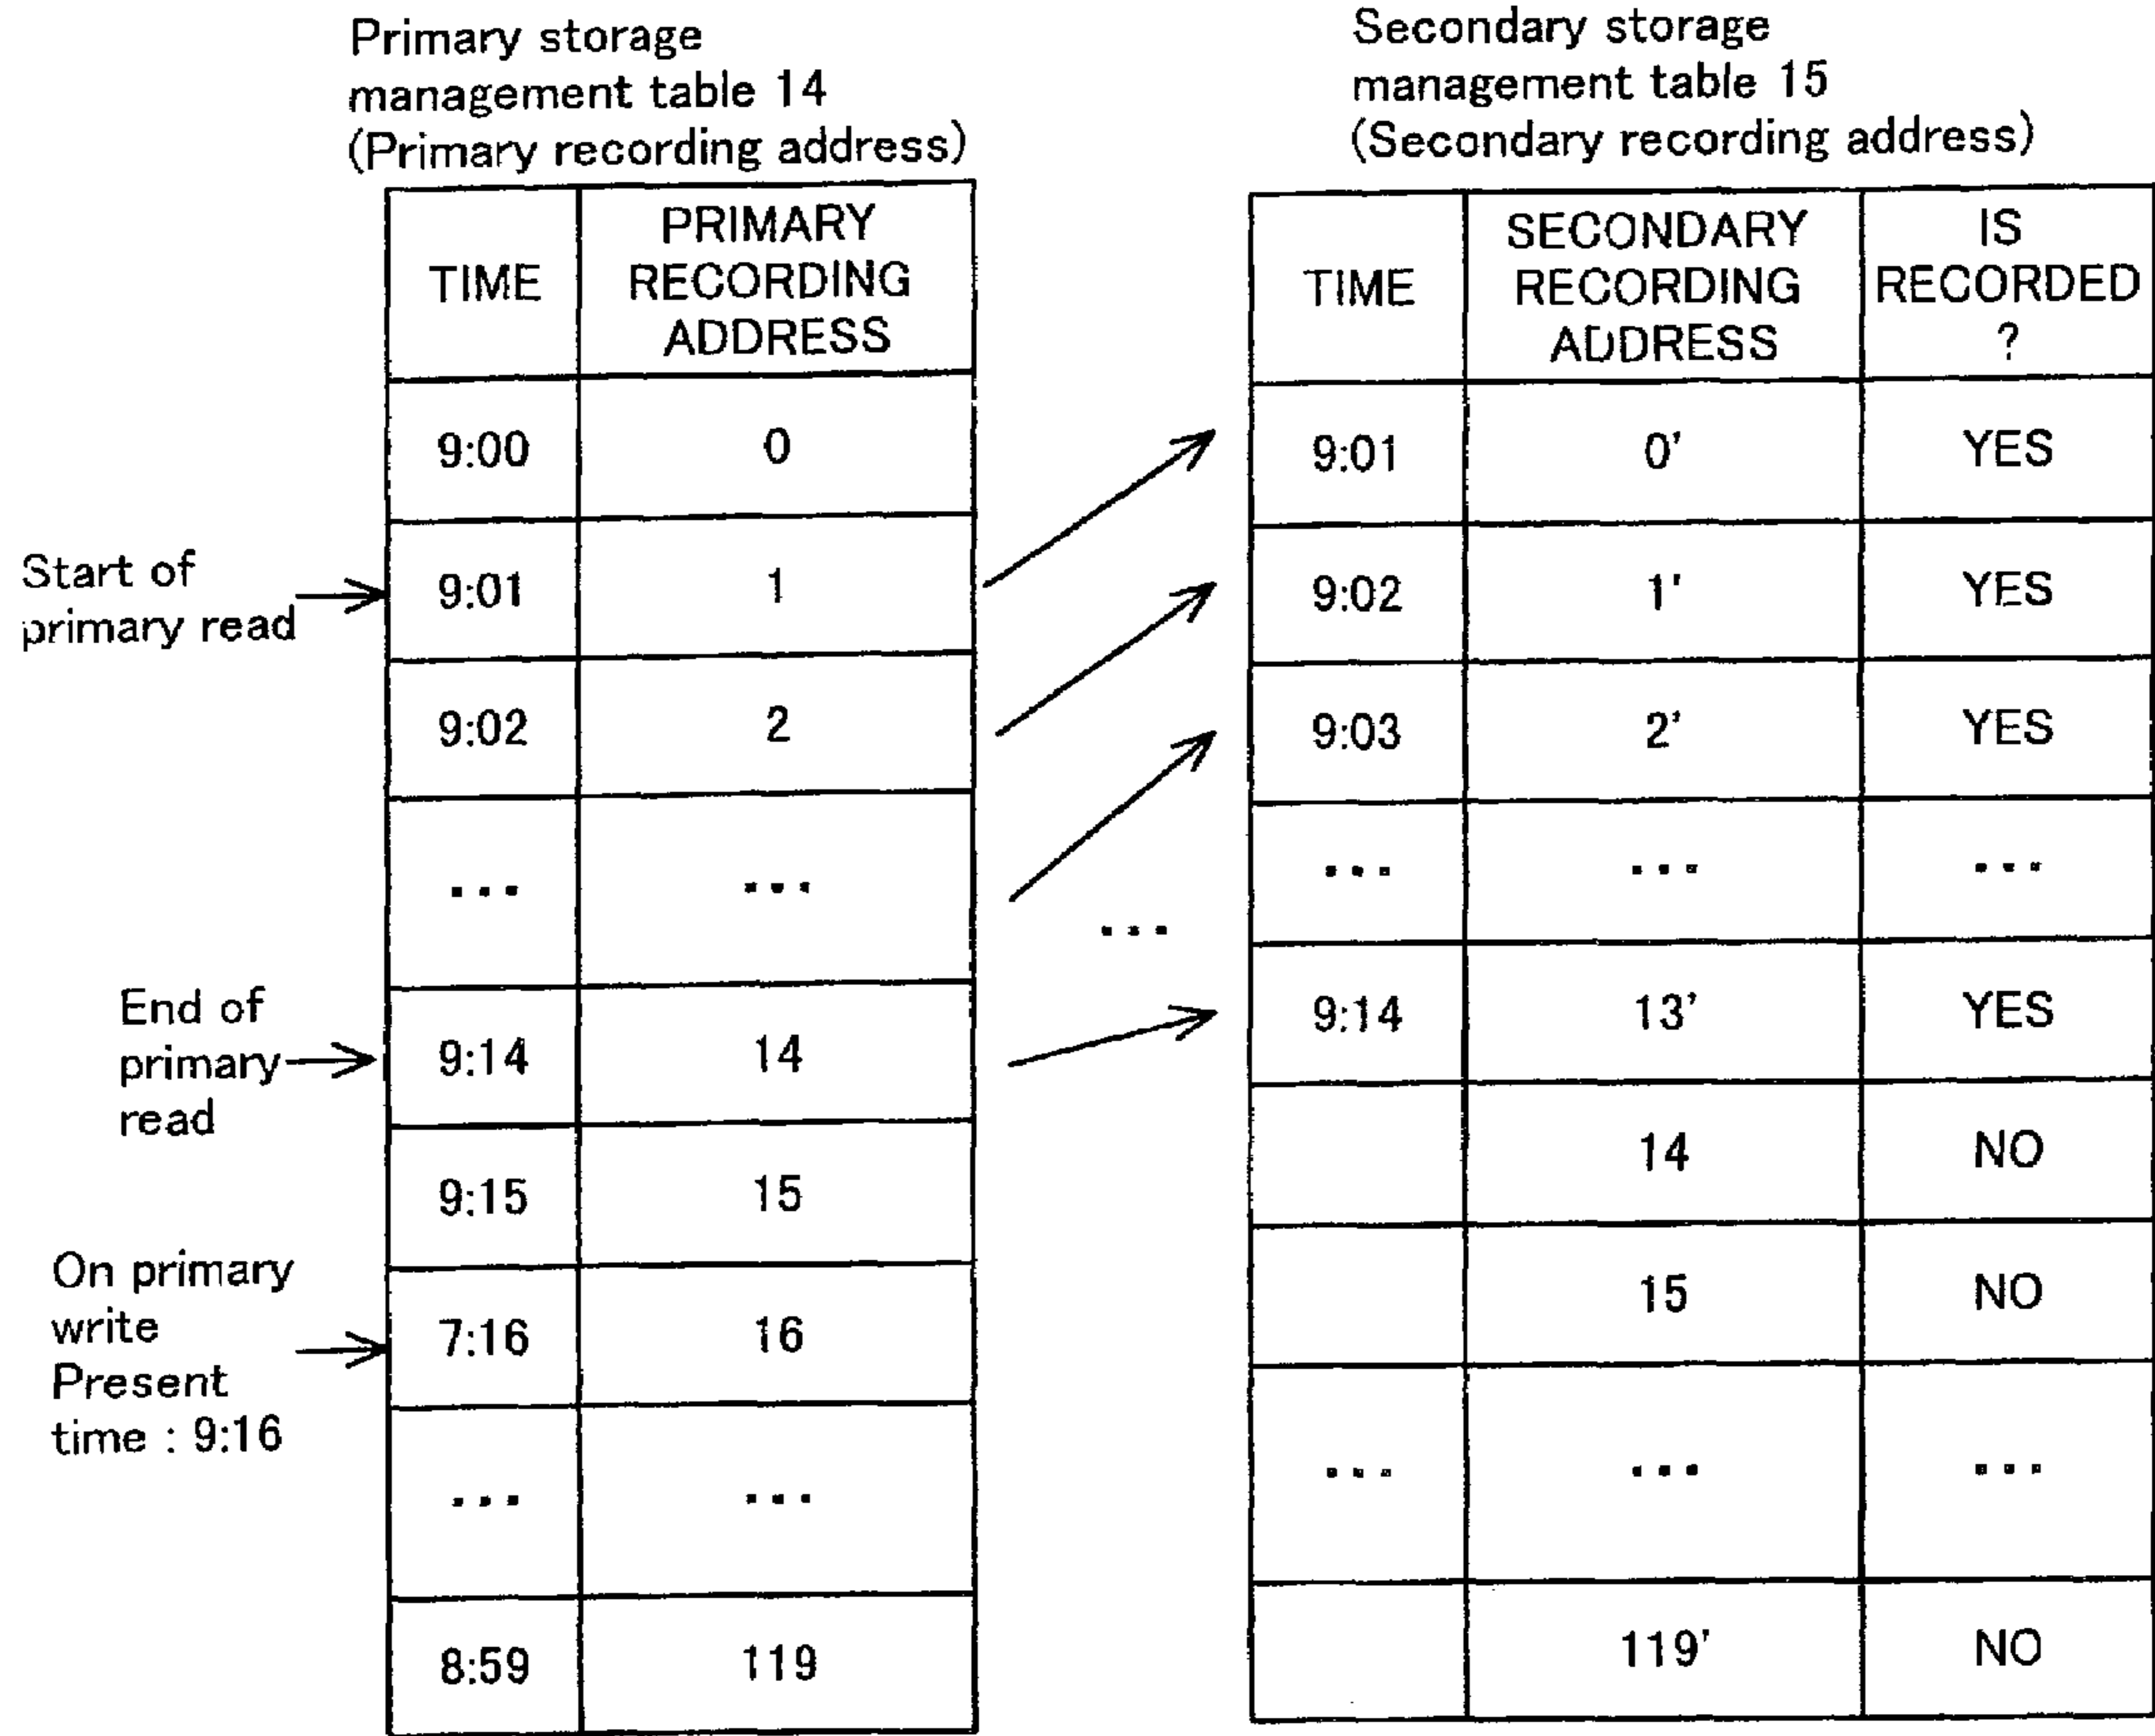 Primary storage
management table 14
(Primary recording address)
Secondary storage
management table 15
(Secondary recording address)
TIME
PRIMARY
RECORDING
ADDRESS
9:00 0
9:01 1
9:02 2
... ...
9:14 14
9:15 15
7:16 16
... ...
8:59 119
Start of
primary read
End of
primary
read
On primary
write
Present
time : 9:16
...
TIME
SECONDARY
RECORDING
ADDRESS
IS
RECORDED
?
9:01 0' YES
9:02 1' YES
9:03 2' YES
... ... ...
9:14 13' YES
14 NO
15 NO
... ... ...
119' NO